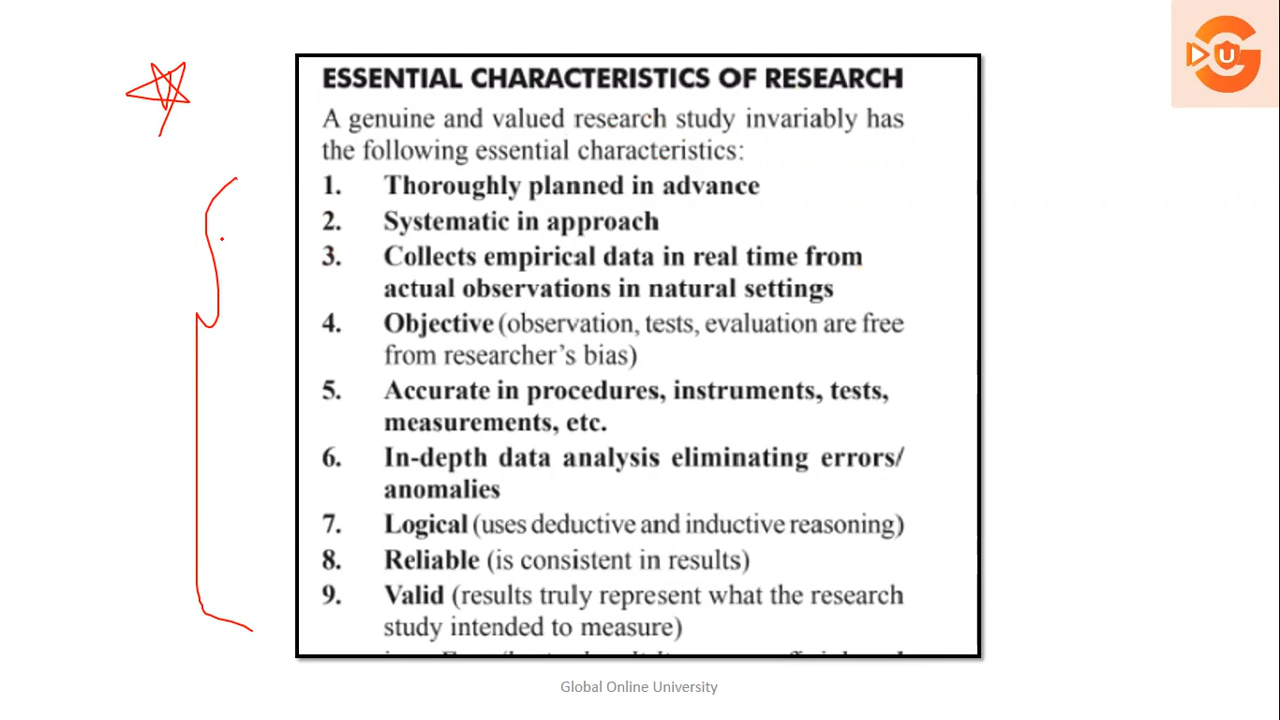 ESSENTIAL CHARACTERISTICS OF RESEARCH
A genuine and valued research study invariably has
the following essential characteristics:
1. Thoroughly planned in advance
2. Systematic in approach
3. Collects empirical data in real time from
actual observations in natural settings
4. Objective (observation, tests, evaluation are free
from researcher's bias)
5. Accurate in procedures, instruments, tests,
measurements, etc.
6. In-depth data analysis eliminating errors/
anomalies
7. Logical (uses deductive and inductive reasoning)
8. Reliable (is consistent in results)
9. Valid (results truly represent what the research
study intended to measure)
Global Online University
U